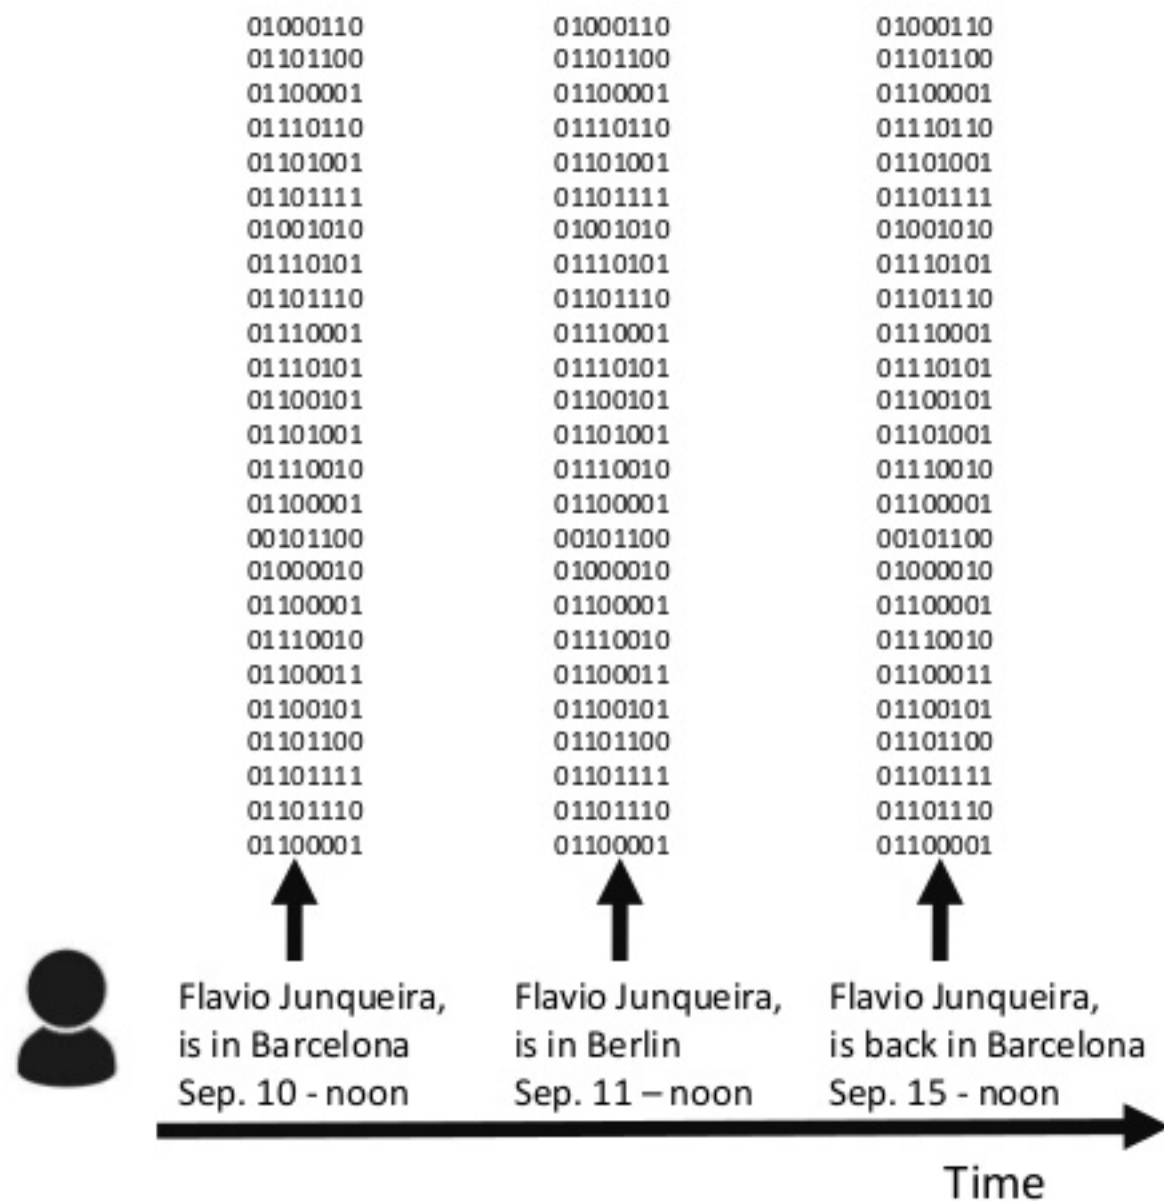 01000110 01000110 01000110
01101100 01101100 01101100
01100001 01100001 01100001
01110110 01110110 01110110
01101001 01101001 01101001
01101111 01101111 01101111
01001010 01001010 01001010
01110101 01110101 01110101
01101110 01101110 01101110
01110001 01110001 01110001
01110101 01110101 01110101
01100101 01100101 01100101
01101001 01101001 01101001
01110010 01110010 01110010
01100001 01100001 01100001
00101100 00101100 00101100
01000010 01000010 01000010
01100001 01100001 01100001
01110010 01110010 01110010
01100011 01100011 01100011
01100101 01100101 01100101
01101100 01101100 01101100
01101111 01101111 01101111
01101110 01101110 01101110
01100001 01100001 01100001
Flavio Junqueira,
is in Barcelona
Sep. 10 - noon
Flavio Junqueira,
is in Berlin
Sep. 11 – noon
Flavio Junqueira,
is back in Barcelona
Sep. 15 - noon
Time